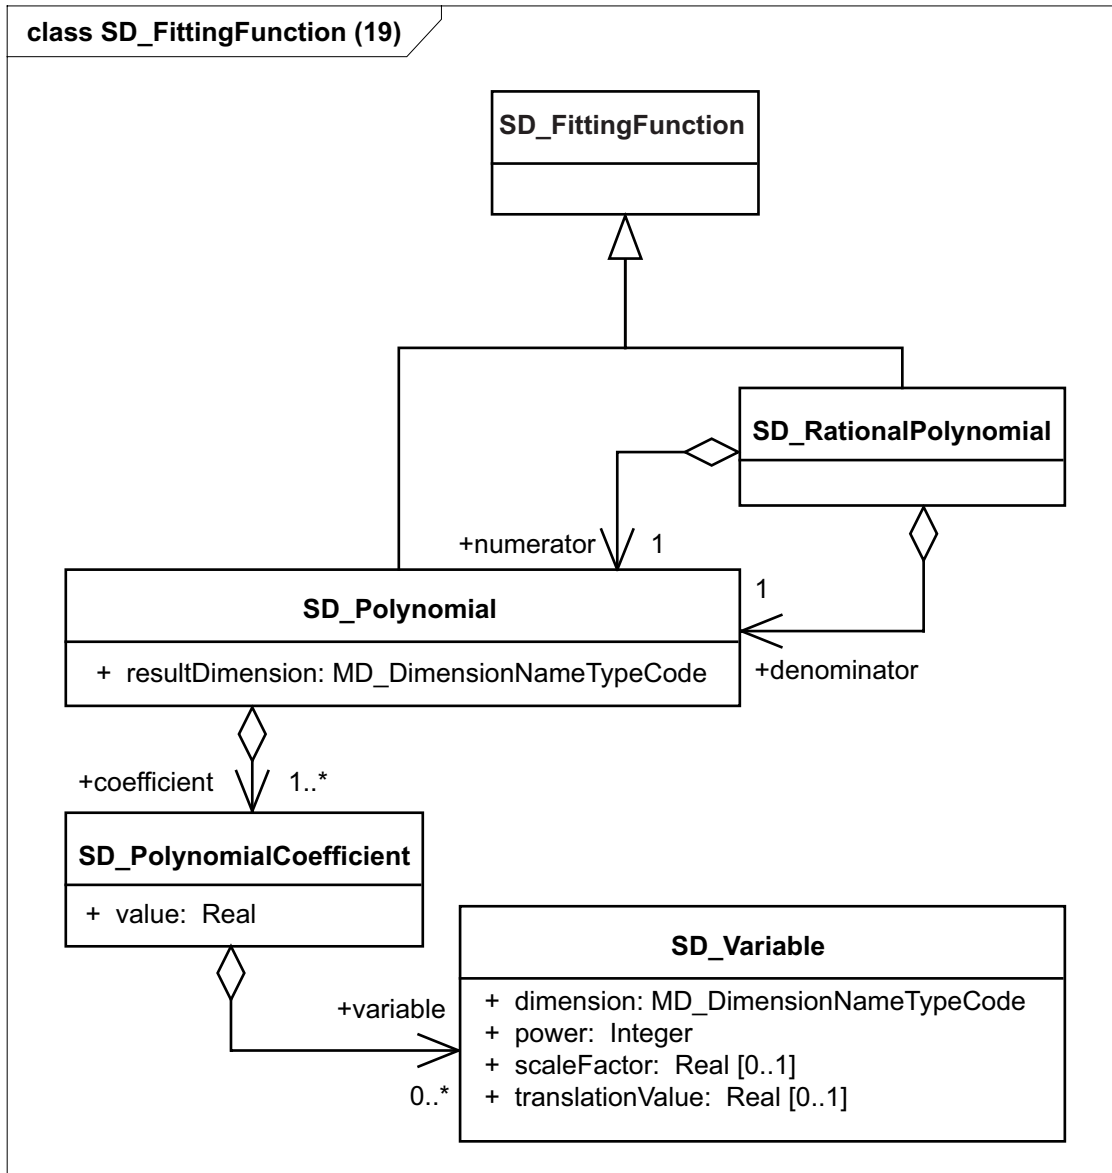 class SD_FittingFunction (19)
SD_FittingFunction
SD_RationalPolynomial
+numerator 1
1
+denominator
SD_Polynomial
+ resultDimension: MD_DimensionNameTypeCode
+coefficient 1..*
SD_PolynomialCoefficient
+ value: Real
+variable
0..*
SD_Variable
+ dimension: MD_DimensionNameTypeCode
+ power: Integer
+ scaleFactor: Real [0..1]
+ translationValue: Real [0..1]